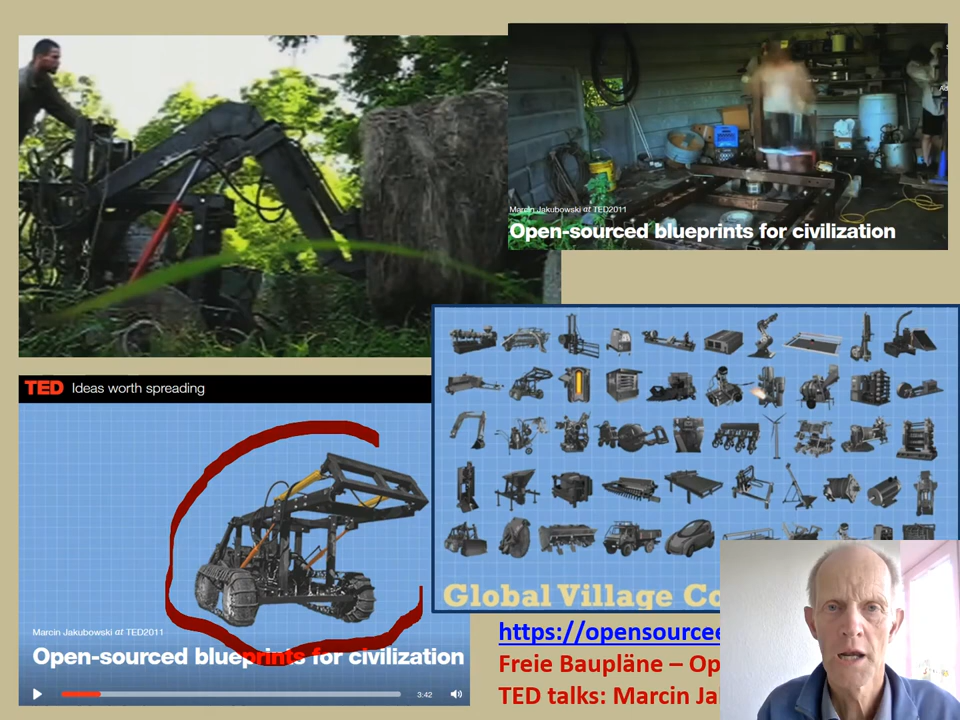 Marcin Jakubowski at TED2011
Open-sourced blueprints for civilization
TED Ideas worth spreading
Marcin Jakubowski at TED2011
Open-sourced blueprints for civilization
3:42
Global Village Co
https://opensourcee
Freie Baupläne – Op
TED talks: Marcin Ja